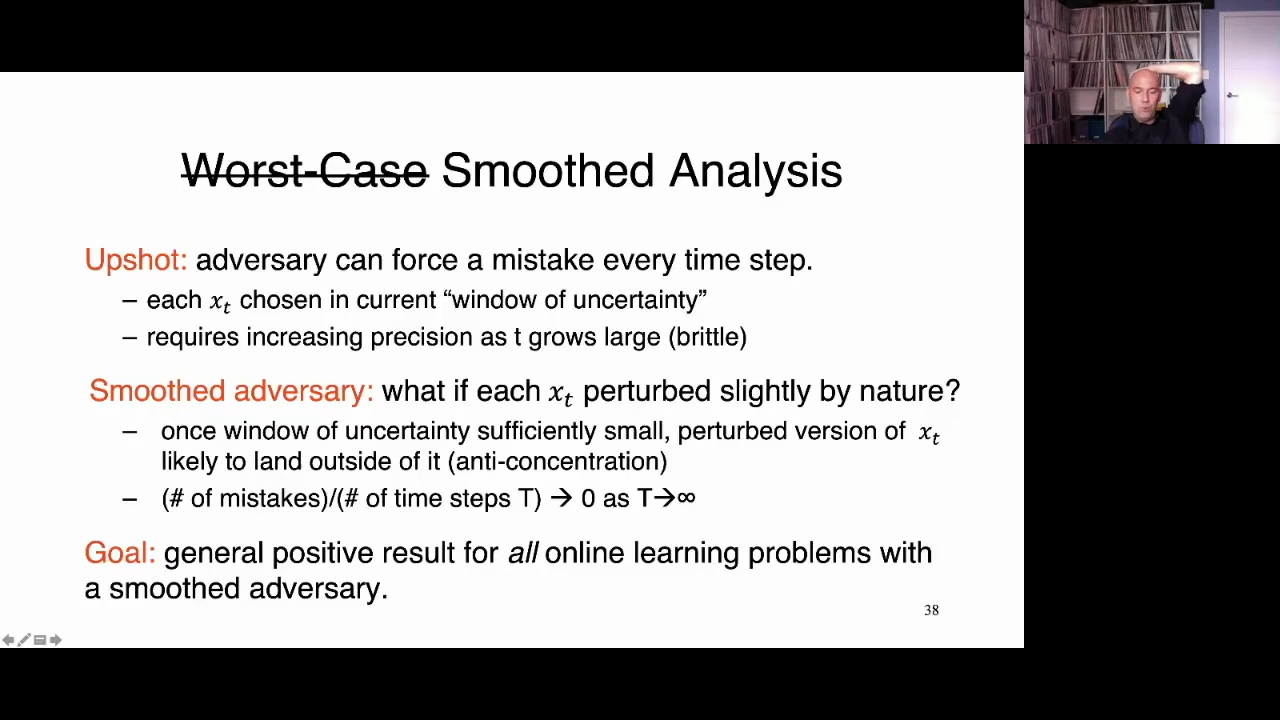 Worst-Case Smoothed Analysis
Upshot: adversary can force a mistake every time step.
– each xₜ chosen in current “window of uncertainty”
– requires increasing precision as t grows large (brittle)
Smoothed adversary: what if each xₜ perturbed slightly by nature?
– once window of uncertainty sufficiently small, perturbed version of xₜ
likely to land outside of it (anti-concentration)
– (# of mistakes)/(# of time steps T) → 0 as T→∞
Goal: general positive result for all online learning problems with
a smoothed adversary.
38